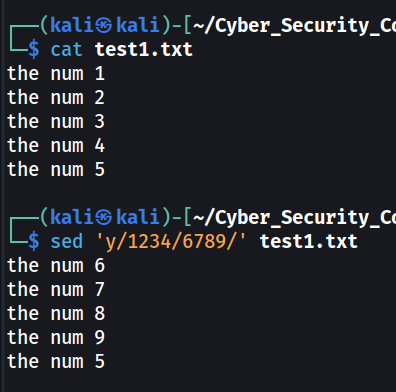 ┌──(kali㉿kali)-[~/Cyber_Security_Co
└─$ cat test1.txt
the num 1
the num 2
the num 3
the num 4
the num 5
┌──(kali㉿kali)-[~/Cyber_Security_Co
└─$ sed 'y/1234/6789/' test1.txt
the num 6
the num 7
the num 8
the num 9
the num 5